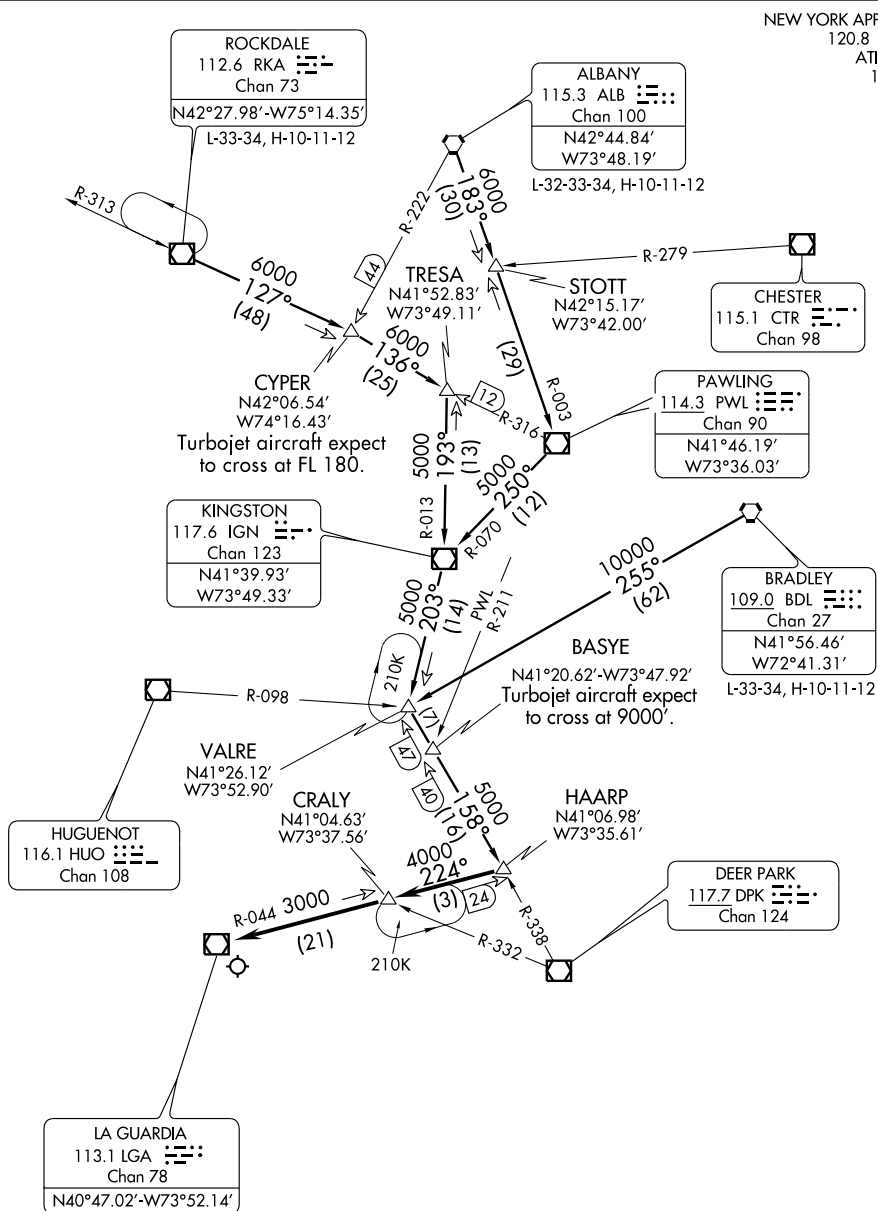 NEW YORK APP
120.8
ATI
1
ROCKDALE
112.6 RKA
Chan 73
N42°27.98'-W75°14.35'
L-33-34, H-10-11-12
ALBANY
115.3 ALB
Chan 100
N42°44.84'
W73°48.19'
L-32-33-34, H-10-11-12
R-313
R-222
44
6000
183°
(30)
6000
127°
(48)
TRESA
N41°52.83'
W73°49.11'
STOTT
N42°15.17'
W73°42.00'
R-279
CHESTER
115.1 CTR
Chan 98
6000
136°
(25)
CYPER
N42°06.54'
W74°16.43'
Turbojet aircraft expect
to cross at FL 180.
(29)
R-003
12
R-316
PAWLING
114.3 PWL
Chan 90
N41°46.19'
W73°36.03'
5000
193°
(13)
R-013
5000
250°
(12)
R-070
KINGSTON
117.6 IGN
Chan 123
N41°39.93'
W73°49.33'
10000
255°
(62)
BRADLEY
109.0 BDL
Chan 27
N41°56.46'
W72°41.31'
L-33-34, H-10-11-12
5000
203°
(14)
PWL
R-211
210K
BASYE
N41°20.62'-W73°47.92'
Turbojet aircraft expect
to cross at 9000'.
R-098
(7)
47
VALRE
N41°26.12'
W73°52.90'
40
5000
158°
(16)
HAARP
N41°06.98'
W73°35.61'
CRALY
N41°04.63'
W73°37.56'
HUGUENOT
116.1 HUO
Chan 108
4000
224°
(3)
24
DEER PARK
117.7 DPK
Chan 124
R-044 3000
(21)
210K
R-332
R-338
LA GUARDIA
113.1 LGA
Chan 78
N40°47.02'-W73°52.14'